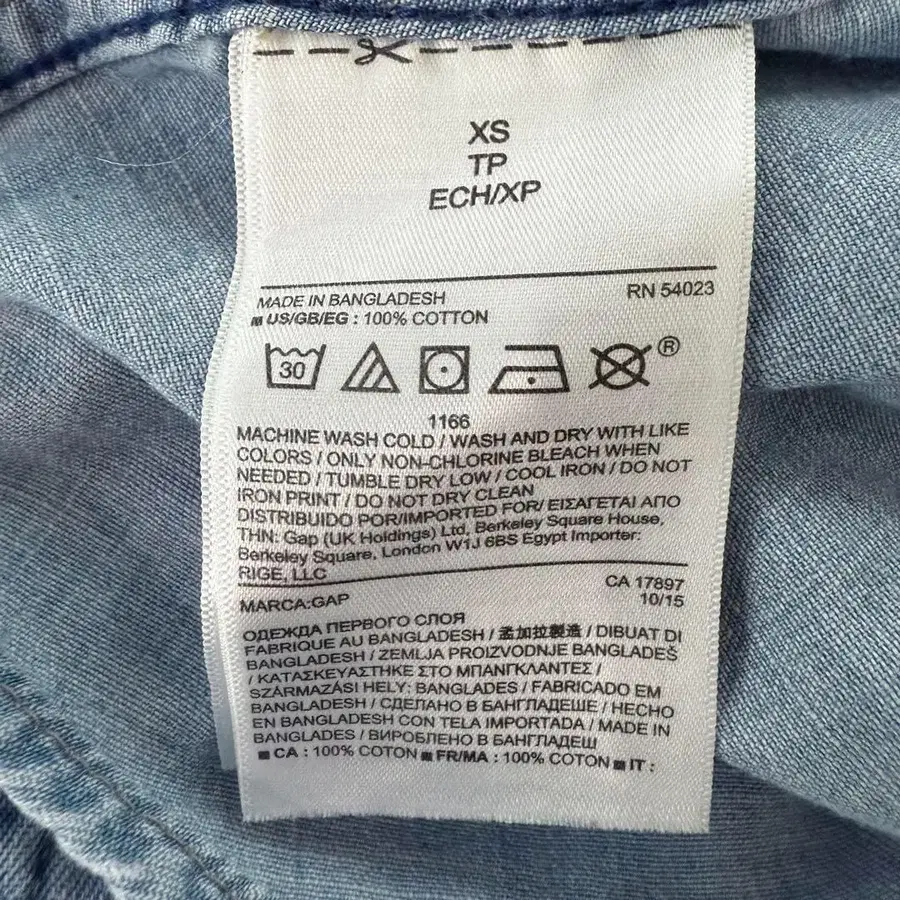 XS
TP
ECH/XP
MADE IN BANGLADESH RN 54023
US/GB/EG : 100% COTTON
30 ®
1166
MACHINE WASH COLD / WASH AND DRY WITH LIKE
COLORS / ONLY NON-CHLORINE BLEACH WHEN
NEEDED / TUMBLE DRY LOW / COOL IRON / DO NOT
IRON PRINT / DO NOT DRY CLEAN
DISTRIBUIDO POR/IMPORTED FOR/ ΕΙΣΑΓΕΤΑΙ ΑΠΟ
ΤΗΝ: Gap (UK Holdings) Ltd, Berkeley Square House,
Berkeley Square, London W1J 6BS Egypt Importer:
RIGE, LLC
MARCA:GAP CA 17897
10/15
ОДЕЖДА ПЕРВОГО СЛОЯ
FABRIQUE AU BANGLADESH / 孟加拉製造 / DIBUAT DI
BANGLADESH / ZEMLJA PROIZVODNJE BANGLADEŠ
/ ΚΑΤΑΣΚΕΥΑΣΤΗΚΕ ΣΤΟ ΜΠΑΝΓΚΛΑΝΤΕΣ /
SZÁRMAZÁSI HELY: BANGLADES / FABRICADO EM
BANGLADESH / СДЕЛАНО В БАНГЛАДЕШЕ / HECHO
EN BANGLADESH CON TELA IMPORTADA / MADE IN
BANGLADESH / ВИРОБЛЕНО В БАНГЛАДЕШ
CA : 100% COTON FR/MA : 100% COTON IT :